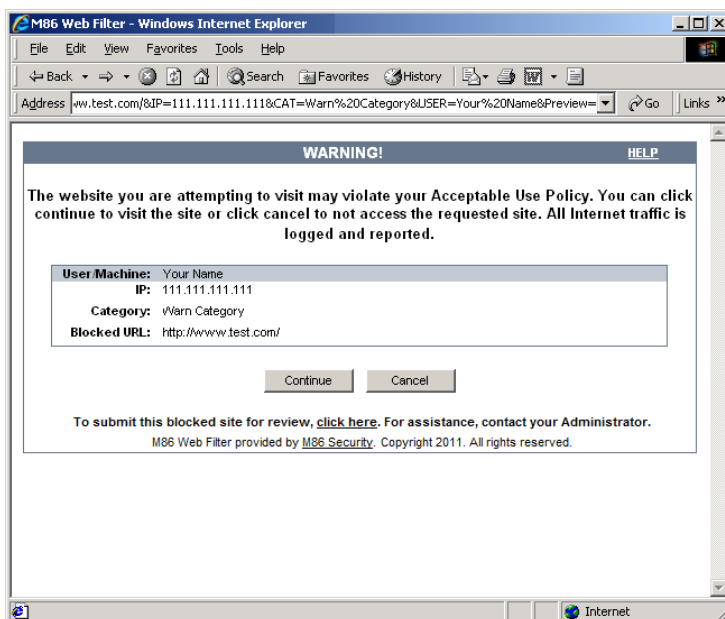 M86 Web Filter - Windows Internet Explorer
File Edit View Favorites Tools Help
Back Search Favorites History
Address ww.test.com/&IP=111.111.111.111&CAT=Warn%20Category&USER=Your%20Name&Preview= Go Links »
WARNING! HELP
The website you are attempting to visit may violate your Acceptable Use Policy. You can click
continue to visit the site or click cancel to not access the requested site. All Internet traffic is
logged and reported.
User/Machine: Your Name
IP: 111.111.111.111
Category: Warn Category
Blocked URL: http://www.test.com/
Continue Cancel
To submit this blocked site for review, click here. For assistance, contact your Administrator.
M86 Web Filter provided by M86 Security. Copyright 2011. All rights reserved.
Internet